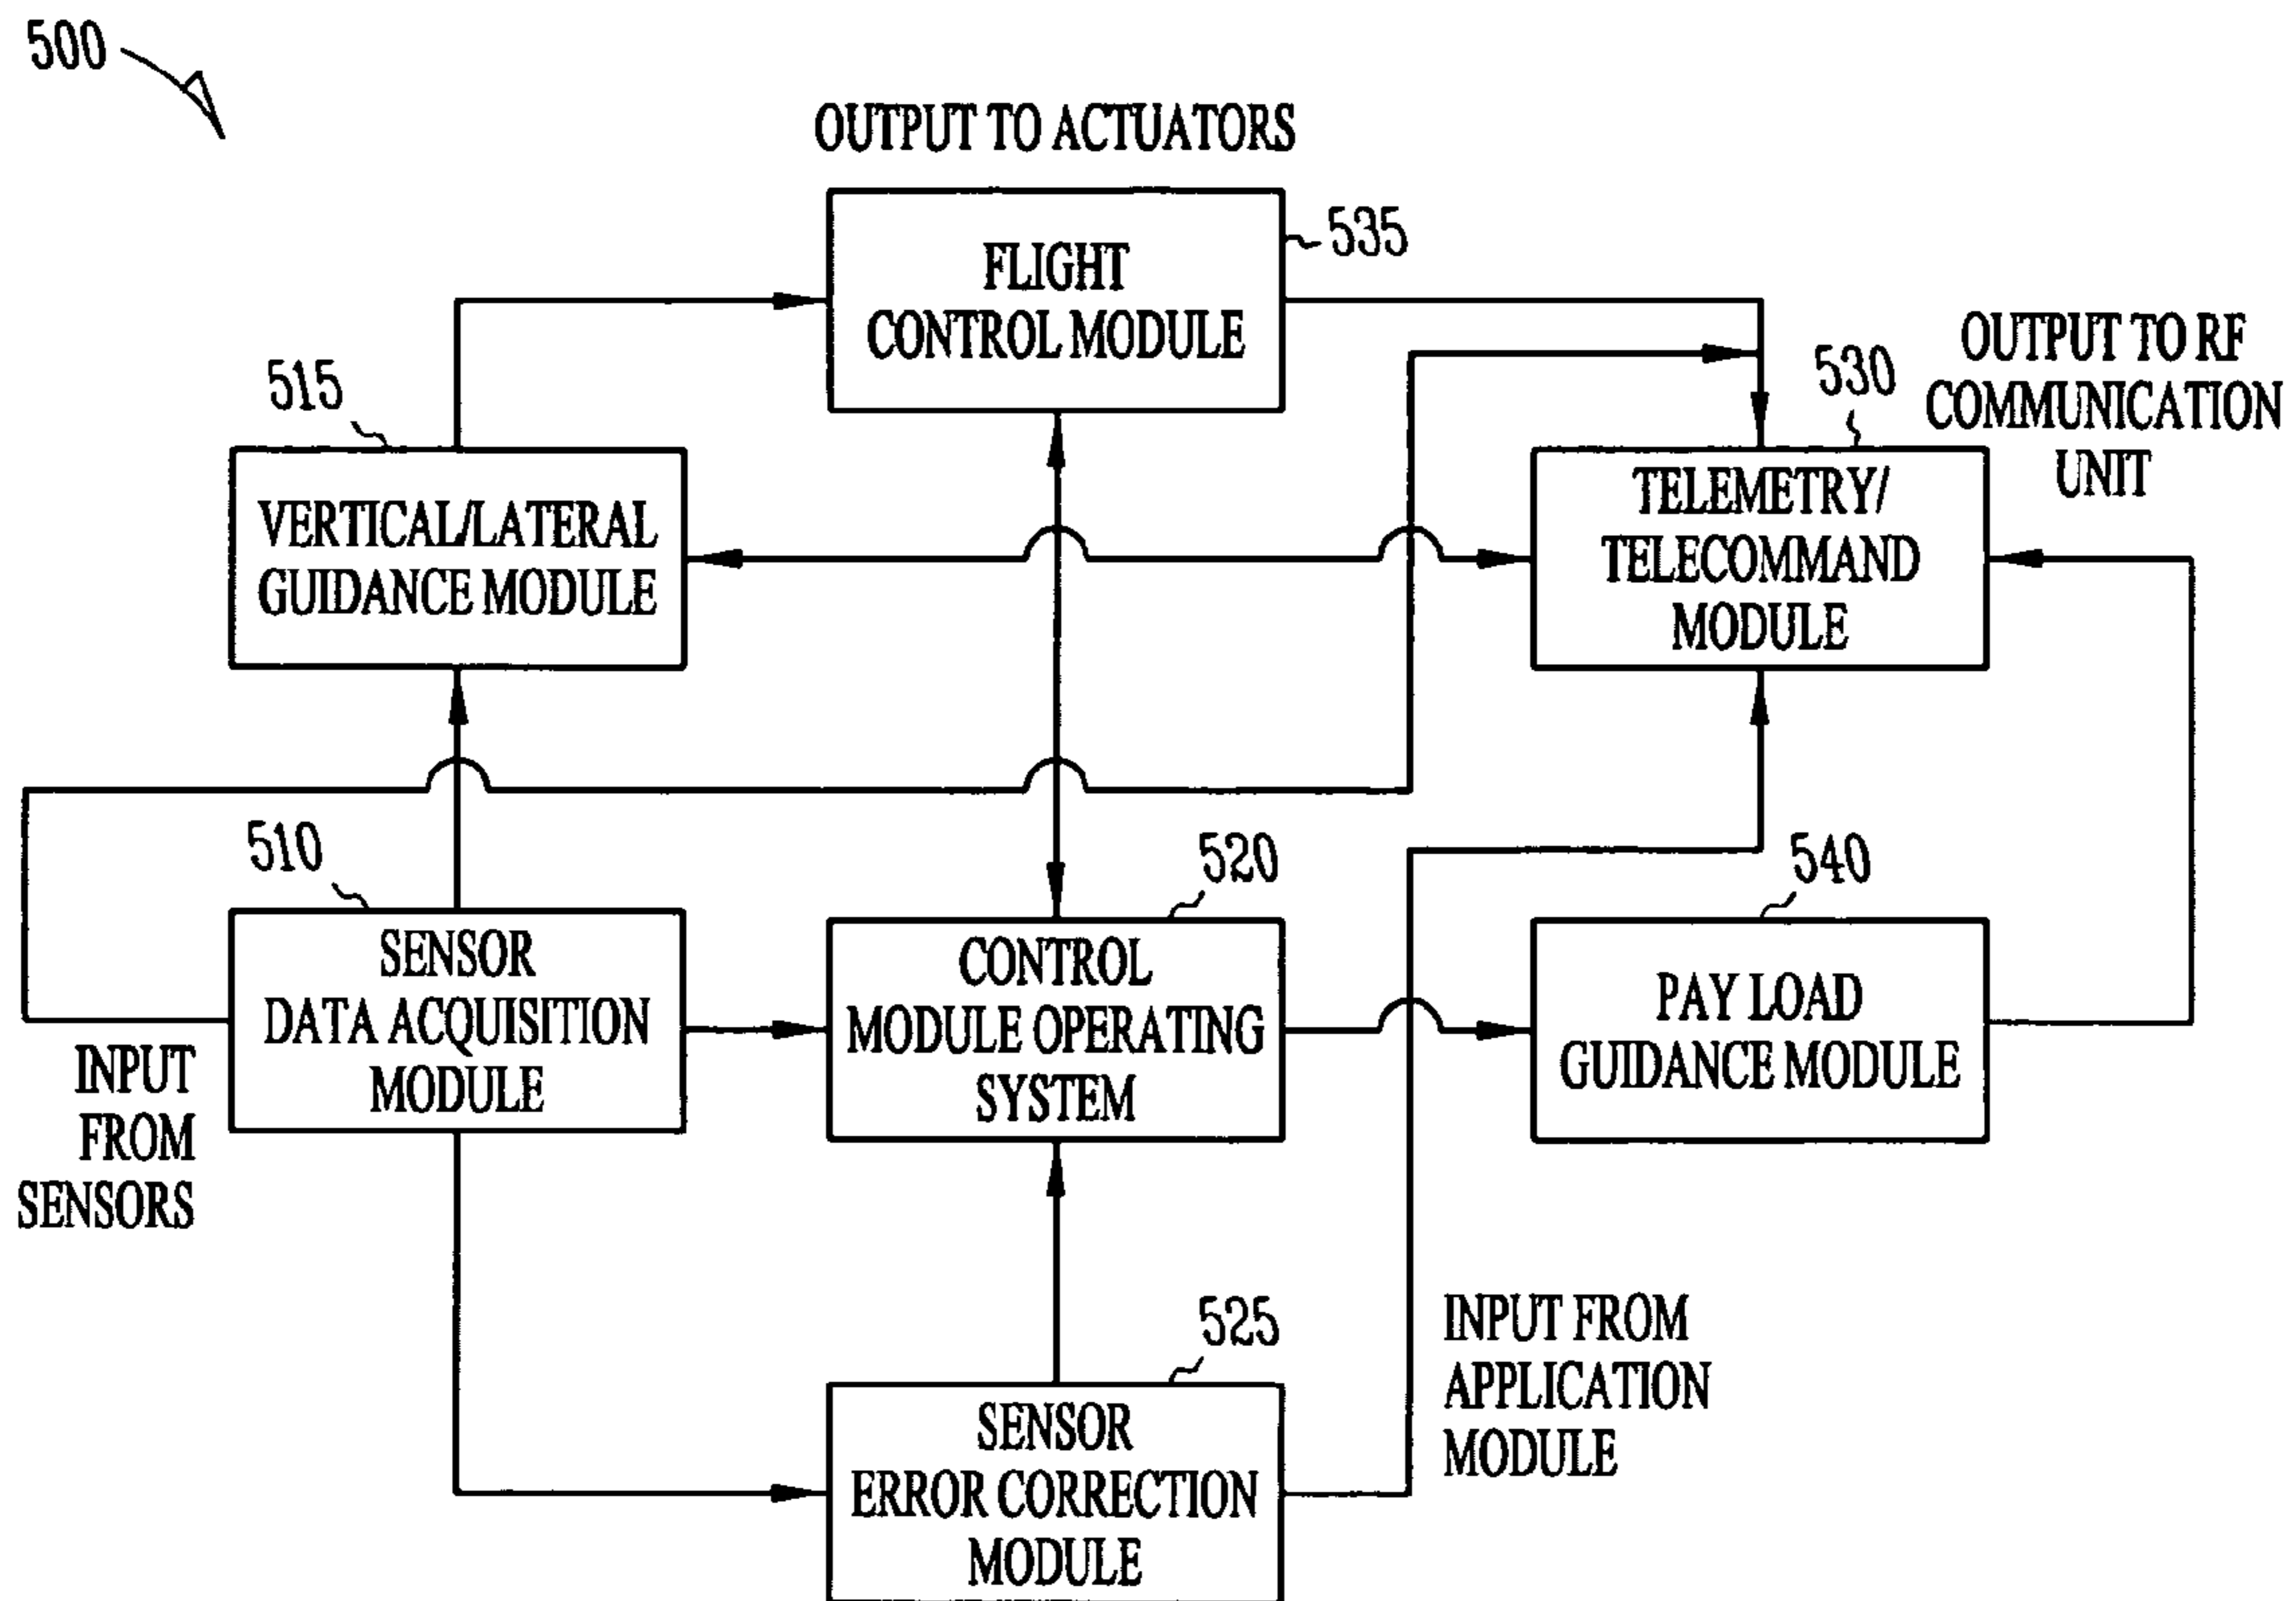 500
OUTPUT TO ACTUATORS
FLIGHT
CONTROL MODULE
535
OUTPUT TO RF
COMMUNICATION
UNIT
515
VERTICAL/LATERAL
GUIDANCE MODULE
530
TELEMETRY/
TELECOMMAND
MODULE
510
SENSOR
DATA ACQUISITION
MODULE
INPUT
FROM
SENSORS
520
CONTROL
MODULE OPERATING
SYSTEM
540
PAY LOAD
GUIDANCE MODULE
525
SENSOR
ERROR CORRECTION
MODULE
INPUT FROM
APPLICATION
MODULE